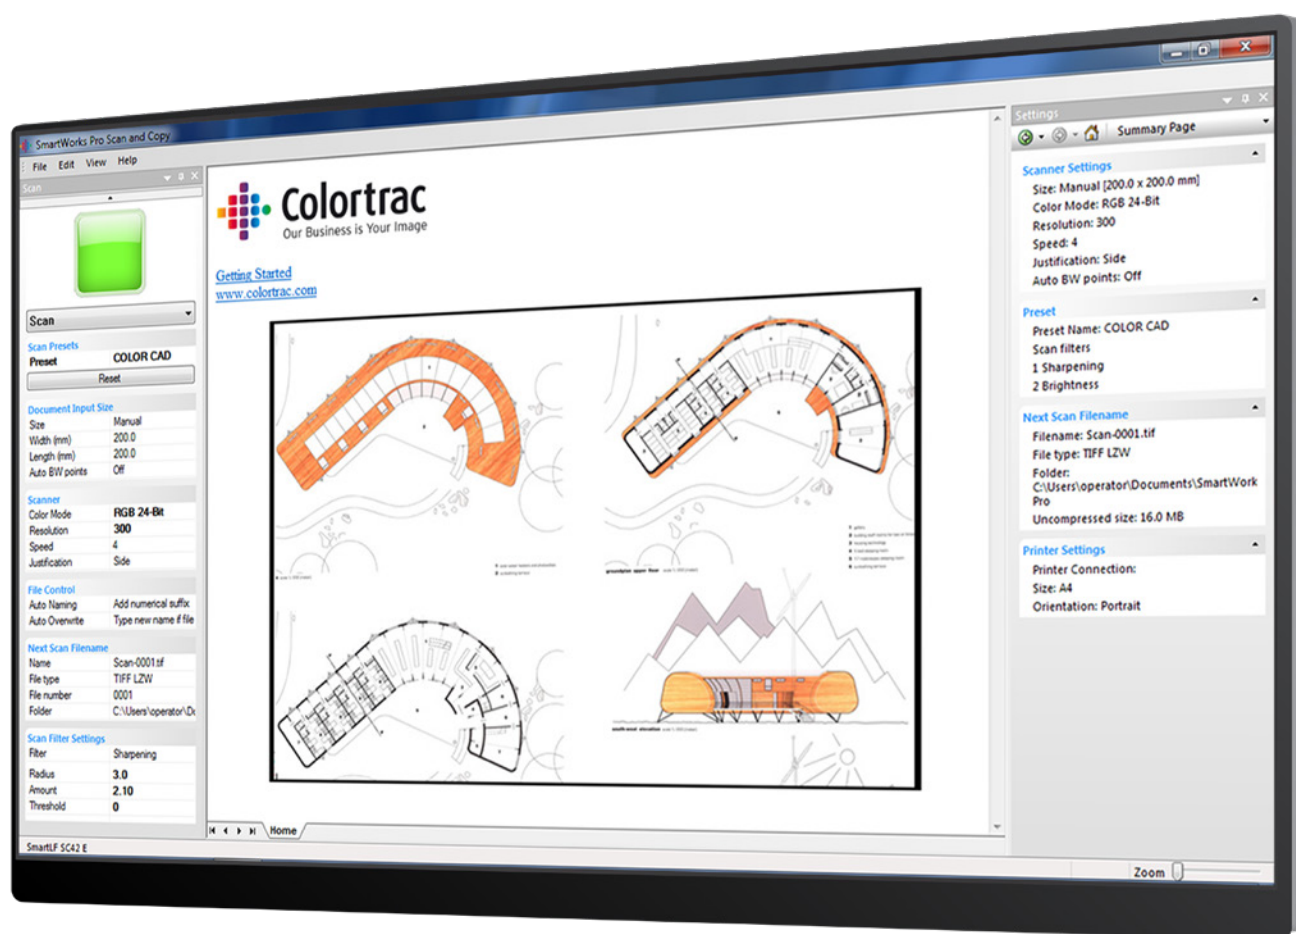 SmartWorks Pro Scan and Copy
File Edit View Help
Scan
Scan
Scan Presets
Preset COLOR CAD
Reset
Document Input Size
Size Manual
Width (mm) 200.0
Length (mm) 200.0
Auto BW points Off
Scanner
Color Mode RGB 24-Bit
Resolution 300
Speed 4
Justification Side
File Control
Auto Naming Add numerical suffix
Auto Overwrite Type new name if file
Next Scan Filename
Name Scan-0001.tif
File type TIFF LZW
File number 0001
Folder C:\Users\operator\Do
Scan Filter Settings
Filter Sharpening
Radius 3.0
Amount 2.10
Threshold 0
SmartLF SC42 E
Colortrac
Our Business is Your Image
Getting Started
www.colortrac.com
groundplan upper floor
south-west elevation
Home
Settings
Summary Page
Scanner Settings
Size: Manual [200.0 x 200.0 mm]
Color Mode: RGB 24-Bit
Resolution: 300
Speed: 4
Justification: Side
Auto BW points: Off
Preset
Preset Name: COLOR CAD
Scan filters
1 Sharpening
2 Brightness
Next Scan Filename
Filename: Scan-0001.tif
File type: TIFF LZW
Folder:
C:\Users\operator\Documents\SmartWork
Pro
Uncompressed size: 16.0 MB
Printer Settings
Printer Connection:
Size: A4
Orientation: Portrait
Zoom